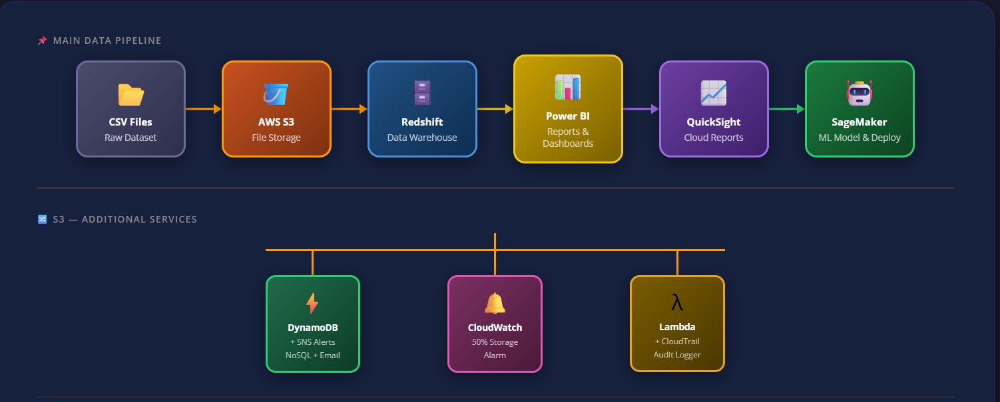 MAIN DATA PIPELINE
CSV Files
Raw Dataset
AWS S3
File Storage
Redshift
Data Warehouse
Power BI
Reports &
Dashboards
QuickSight
Cloud Reports
SageMaker
ML Model & Deploy
S3 — ADDITIONAL SERVICES
DynamoDB
+ SNS Alerts
NoSQL + Email
CloudWatch
50% Storage
Alarm
λ
Lambda
+ CloudTrail
Audit Logger